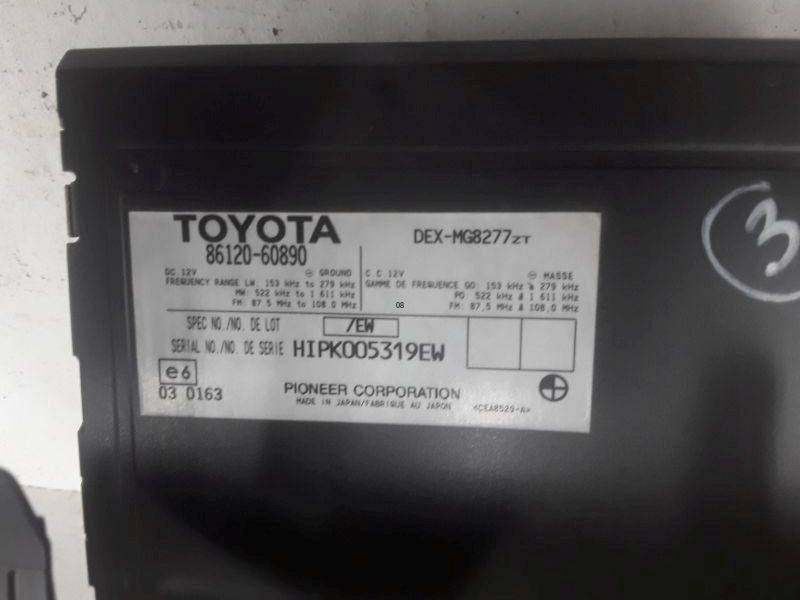 TOYOTA
86120-60890
DEX-MG8277ZT
DC.12V ⊖ GROUND
FREQUENCY RANGE LW: 153 kHz to 279 kHz
MW: 522 kHz to 1 611 kHz
FM: 87.5 MHz to 108.0 MHz
C.C 12V ⊖ MASSE
GAMME DE FREQUENCE GO: 153 kHz à 279 kHz
PO: 522 kHz à 1 611 kHz
FM: 87,5 MHz à 108,0 MHz
08
SPEC NO./NO. DE LOT /EW
SERIAL NO./NO. DE SERIE HIPK005319EW
e6
03 0163
PIONEER CORPORATION
MADE IN JAPAN/FABRIQUE AU JAPON
<CEA8529-A>
3